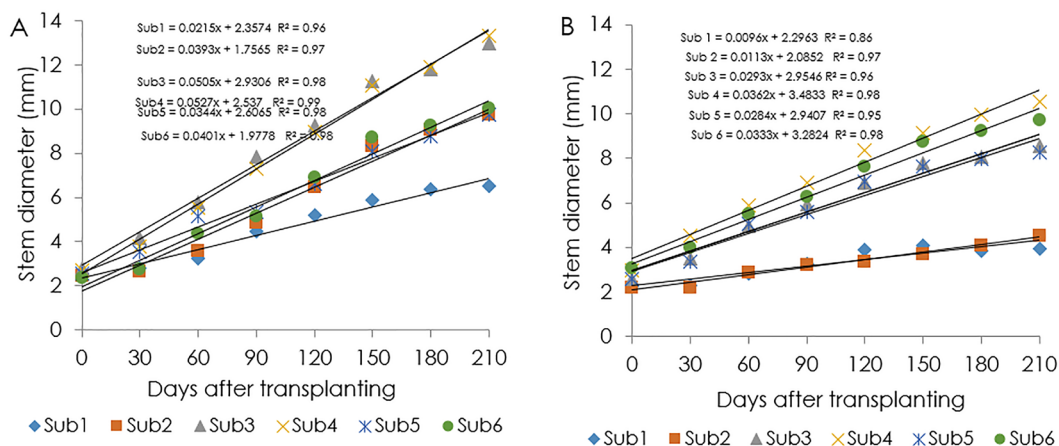 A
Sub1 = 0.0215x + 2.3574 R² = 0.96
Sub2 = 0.0393x + 1.7565 R² = 0.97
Sub3 = 0.0505x + 2.9306 R² = 0.98
Sub4 = 0.0527x + 2.537 R² = 0.99
Sub5 = 0.0344x + 2.6065 R² = 0.98
Sub6 = 0.0401x + 1.9778 R² = 0.98
Stem diameter (mm)
14
12
10
8
6
4
2
0
0 30 60 90 120 150 180 210
Days after transplanting
Sub1 Sub2 Sub3 Sub4 Sub5 Sub6
B
Sub 1 = 0.0096x + 2.2963 R² = 0.86
Sub 2 = 0.0113x + 2.0852 R² = 0.97
Sub 3 = 0.0293x + 2.9546 R² = 0.96
Sub 4 = 0.0362x + 3.4833 R² = 0.98
Sub 5 = 0.0284x + 2.9407 R² = 0.95
Sub 6 = 0.0333x + 3.2824 R² = 0.98
Stem diameter (mm)
14
12
10
8
6
4
2
0
0 30 60 90 120 150 180 210
Days after transplanting
Sub1 Sub2 Sub3 Sub4 Sub5 Sub6